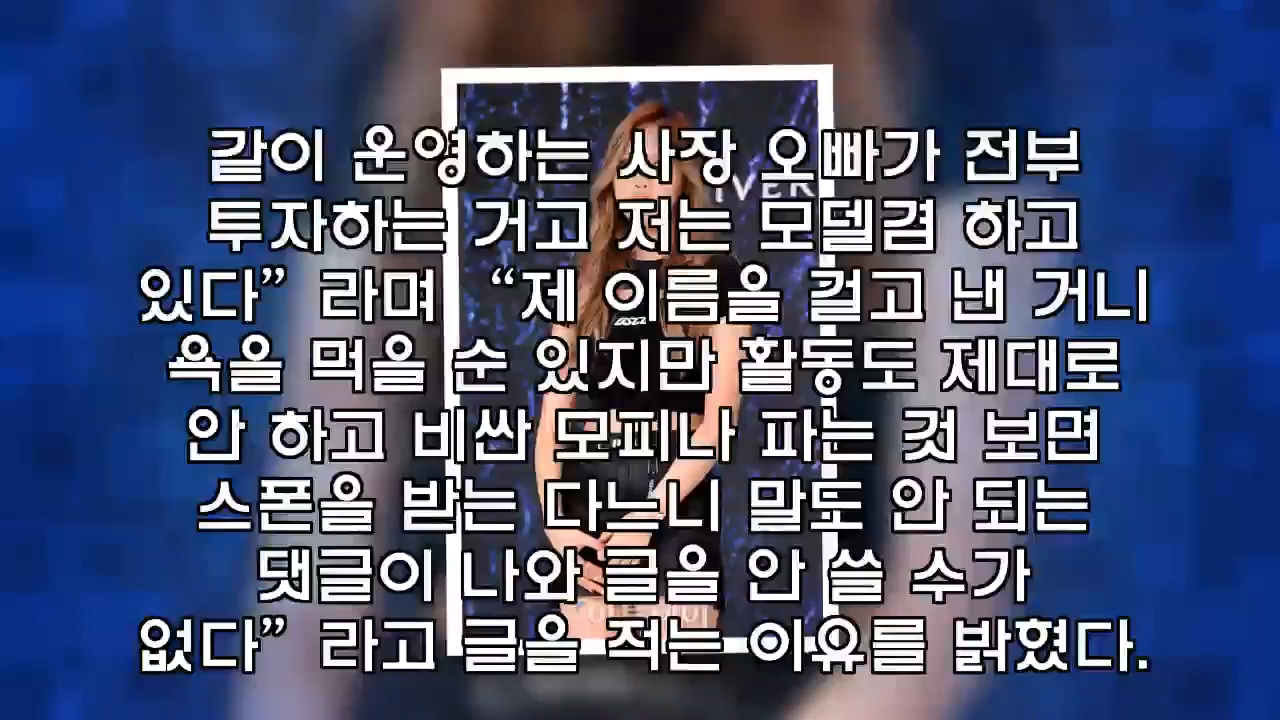 같이 운영하는 사장 오빠가 전부
투자하는 거고 저는 모델겸 하고
있다” 라며 “제 이름을 걸고 낸 거니
욕을 먹을 순 있지만 활동도 제대로
안 하고 비싼 모피나 파는 것 보면
스폰을 받는 다느니 말도 안 되는
댓글이 나와 글을 안 쓸 수가
없다” 라고 글을 적는 이유를 밝혔다.